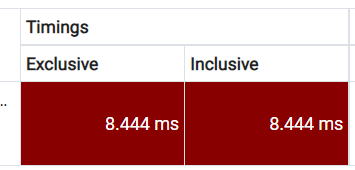 Timings
Exclusive Inclusive
..
8.444 ms 8.444 ms